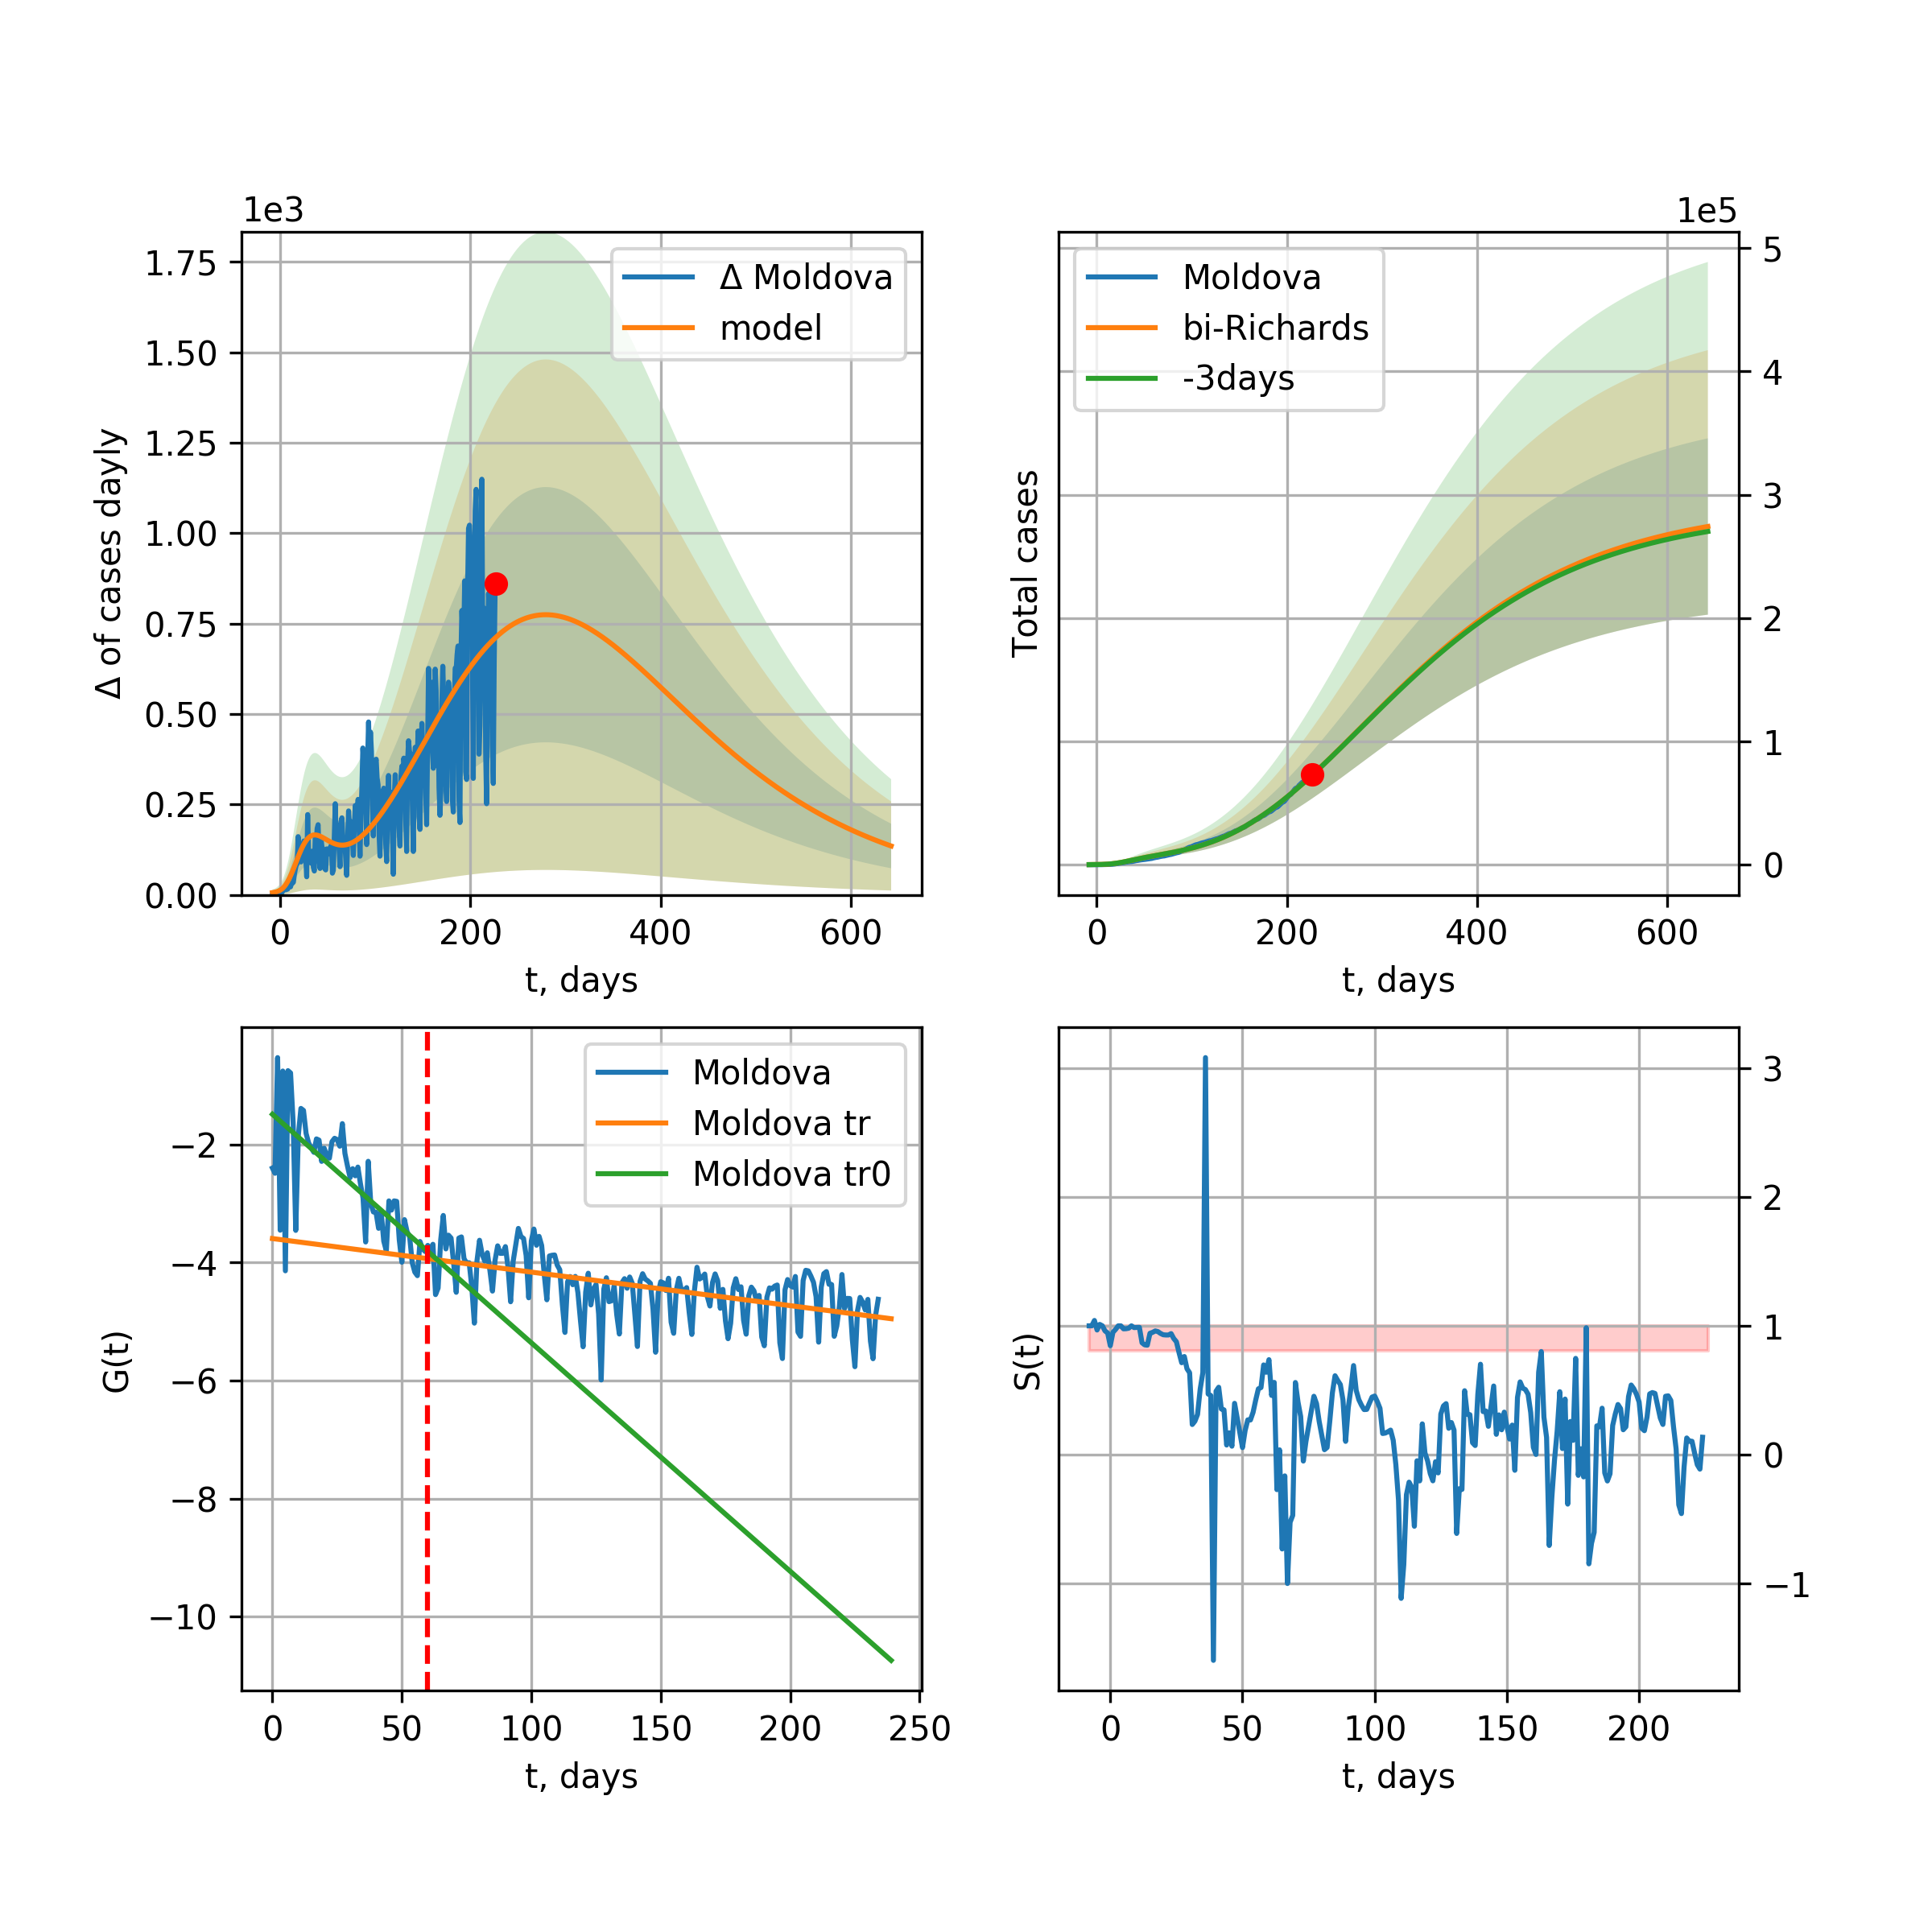 1e3
1.75
1.50
1.25
1.00
0.75
0.50
0.25
0.00
Δ of cases dayly
Δ Moldova
model
0 200 400 600
t, days
1e5
5
4
3
2
1
0
Total cases
Moldova
bi-Richards
-3days
0 200 400 600
t, days
−2
−4
−6
−8
−10
G(t)
Moldova
Moldova tr
Moldova tr0
0 50 100 150 200 250
t, days
3
2
1
0
−1
S(t)
0 50 100 150 200
t, days